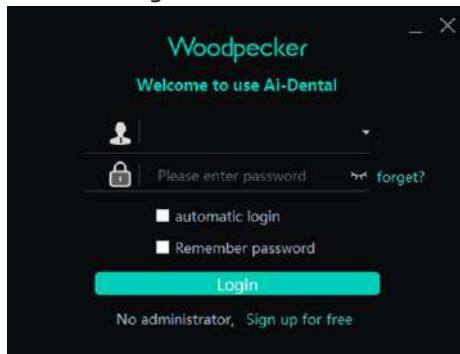 Woodpecker
Welcome to use Ai-Dental
Please enter password forget?
automatic login
Remember password
Login
No administrator, Sign up for free